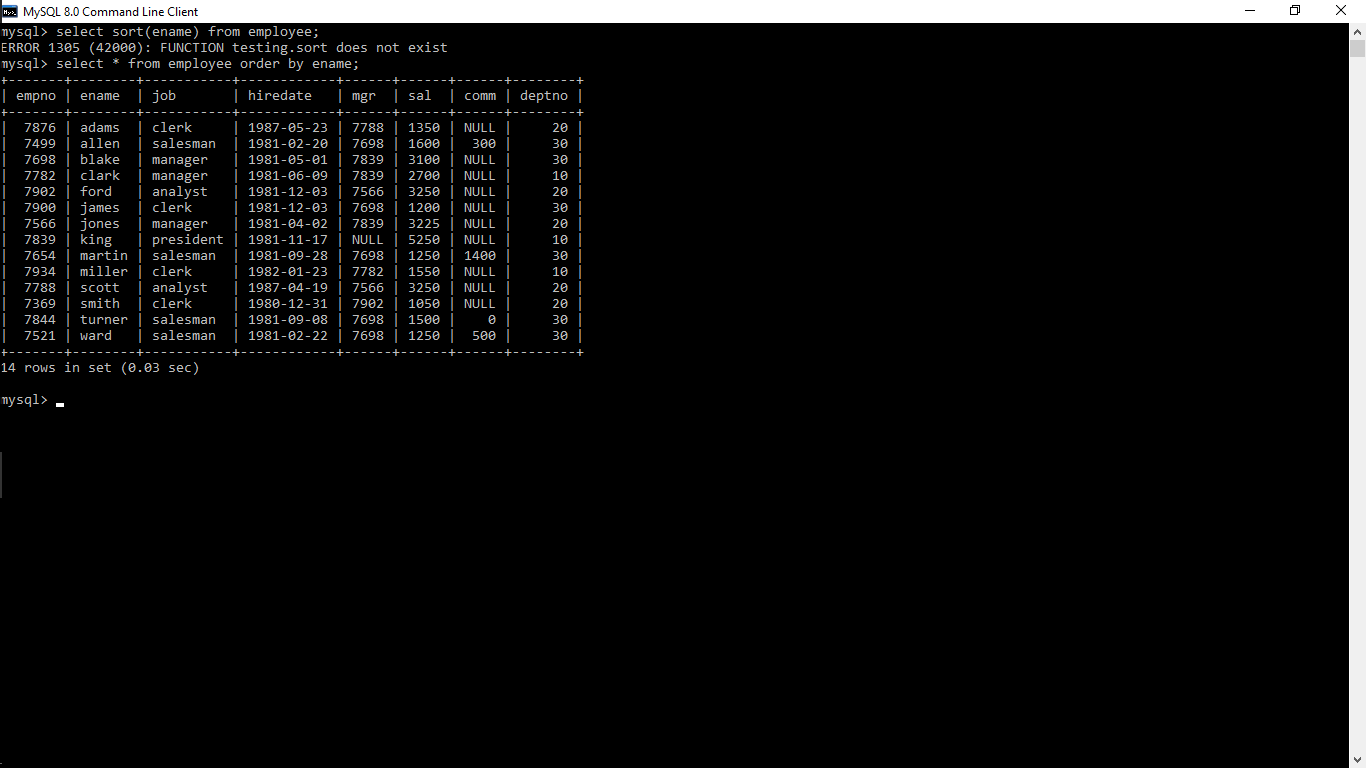 MySQL 8.0 Command Line Client
mysql> select sort(ename) from employee;
ERROR 1305 (42000): FUNCTION testing.sort does not exist
mysql> select * from employee order by ename;
+-------+--------+-----------+------------+------+------+------+--------+
| empno | ename  | job       | hiredate   | mgr  | sal  | comm | deptno |
+-------+--------+-----------+------------+------+------+------+--------+
|  7876 | adams  | clerk     | 1987-05-23 | 7788 | 1350 | NULL |     20 |
|  7499 | allen  | salesman  | 1981-02-20 | 7698 | 1600 |  300 |     30 |
|  7698 | blake  | manager   | 1981-05-01 | 7839 | 3100 | NULL |     30 |
|  7782 | clark  | manager   | 1981-06-09 | 7839 | 2700 | NULL |     10 |
|  7902 | ford   | analyst   | 1981-12-03 | 7566 | 3250 | NULL |     20 |
|  7900 | james  | clerk     | 1981-12-03 | 7698 | 1200 | NULL |     30 |
|  7566 | jones  | manager   | 1981-04-02 | 7839 | 3225 | NULL |     20 |
|  7839 | king   | president | 1981-11-17 | NULL | 5250 | NULL |     10 |
|  7654 | martin | salesman  | 1981-09-28 | 7698 | 1250 | 1400 |     30 |
|  7934 | miller | clerk     | 1982-01-23 | 7782 | 1550 | NULL |     10 |
|  7788 | scott  | analyst   | 1987-04-19 | 7566 | 3250 | NULL |     20 |
|  7369 | smith  | clerk     | 1980-12-31 | 7902 | 1050 | NULL |     20 |
|  7844 | turner | salesman  | 1981-09-08 | 7698 | 1500 |    0 |     30 |
|  7521 | ward   | salesman  | 1981-02-22 | 7698 | 1250 |  500 |     30 |
+-------+--------+-----------+------------+------+------+------+--------+
14 rows in set (0.03 sec)
mysql>